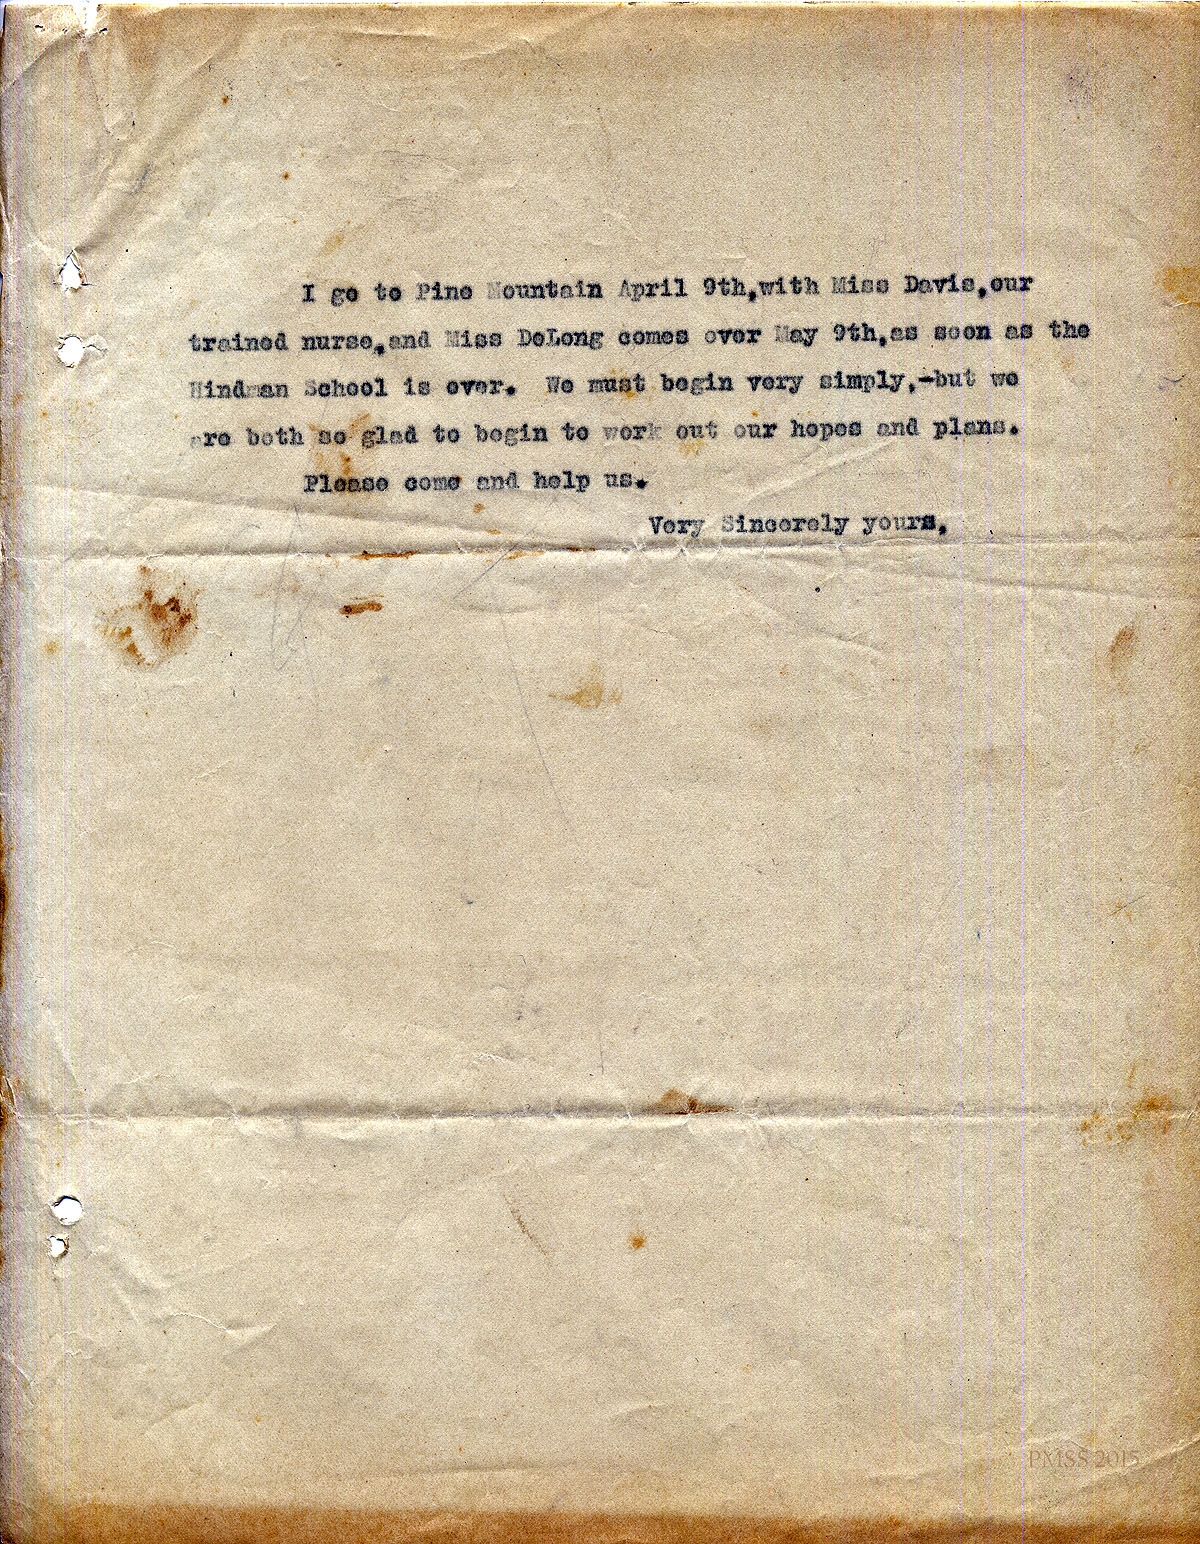 I go to Pine Mountain April 9th,with Miss Davis,our
trained nurse,and Miss DeLong comes over May 9th,as soon as the
Hindman School is over.  We must begin very simply,-but we
are both so glad to begin to work out our hopes and plans.
Please come and help us.
Very Sincerely yours,
PMSS 2015